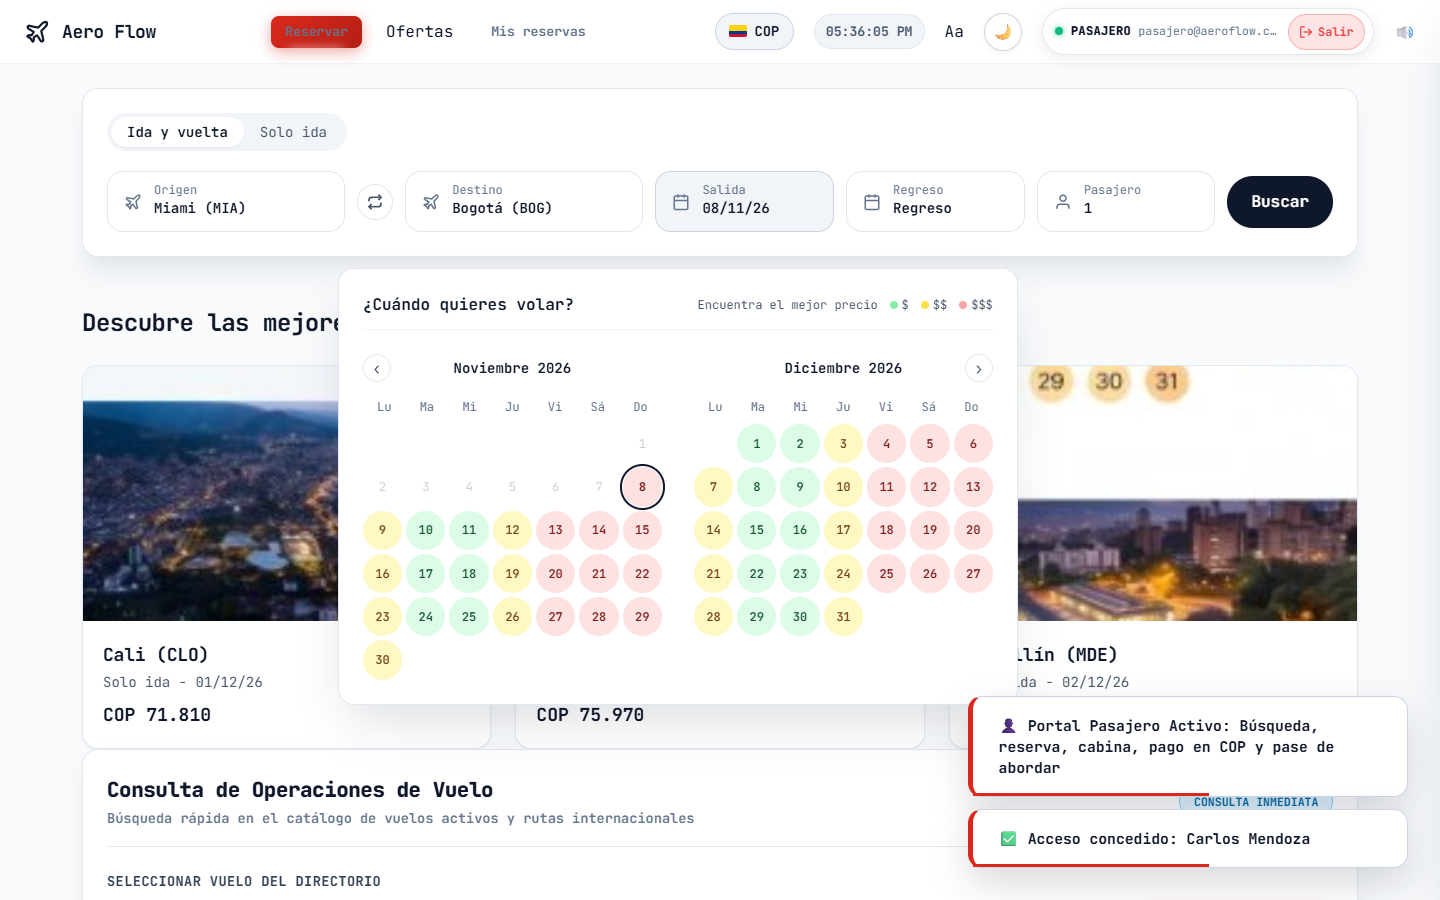 Aero Flow
Reservar
Ofertas
Mis reservas
COP
05:36:05 PM
Aa
PASAJERO pasajero@aeroflow.c…
Salir
Ida y vuelta
Solo ida
Origen
Miami (MIA)
Destino
Bogotá (BOG)
Salida
08/11/26
Regreso
Regreso
Pasajero
1
Buscar
Descubre las mejore
¿Cuándo quieres volar?
Encuentra el mejor precio $ $$ $$$
‹ Noviembre 2026
Lu Ma Mi Ju Vi Sá Do
1
2 3 4 5 6 7 8
9 10 11 12 13 14 15
16 17 18 19 20 21 22
23 24 25 26 27 28 29
30
Diciembre 2026 ›
Lu Ma Mi Ju Vi Sá Do
1 2 3 4 5 6
7 8 9 10 11 12 13
14 15 16 17 18 19 20
21 22 23 24 25 26 27
28 29 30 31
29 30 31
Cali (CLO)
Solo ida - 01/12/26
COP 71.810
COP 75.970
llín (MDE)
ida - 02/12/26
Consulta de Operaciones de Vuelo
Búsqueda rápida en el catálogo de vuelos activos y rutas internacionales
CONSULTA INMEDIATA
SELECCIONAR VUELO DEL DIRECTORIO
Portal Pasajero Activo: Búsqueda,
reserva, cabina, pago en COP y pase de
abordar
Acceso concedido: Carlos Mendoza